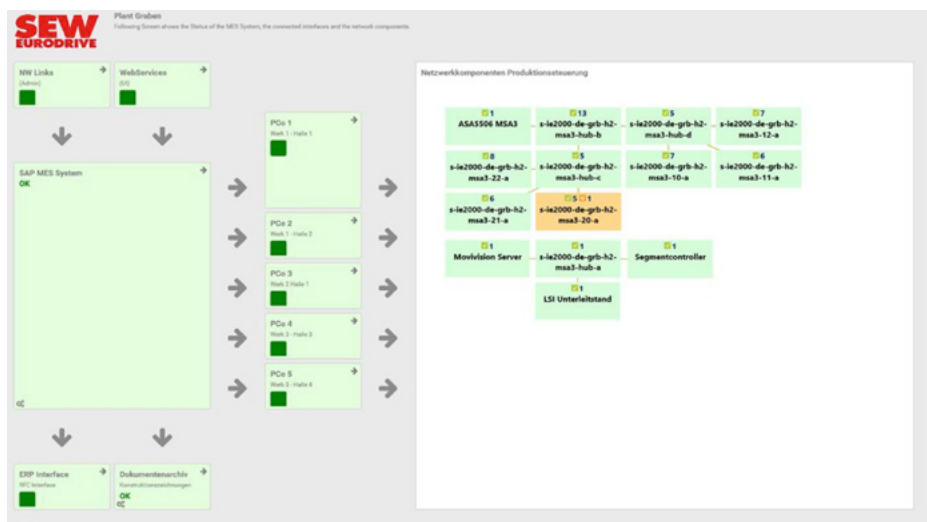 SEW
EURODRIVE
Plant Graben
Following Screen shows the Status of the MES System, the connected interfaces and the network components.
NW Links
(Admin)
WebServices
SAP MES System
OK
PCo 1
Werk 1 - Halle 1
PCo 2
Werk 1 - Halle 2
PCo 3
Werk 2 Halle 1
PCo 4
PCo 5
ERP Interface
RFC Interface
Dokumentenarchiv
Konstruktionszeichnungen
OK
Netzwerkkomponenten Produktionssteuerung
1
ASA5506 MSA3
13
s-ie2000-de-grb-h2-
msa3-hub-b
5
s-ie2000-de-grb-h2-
msa3-hub-d
7
s-ie2000-de-grb-h2-
msa3-12-a
8
s-ie2000-de-grb-h2-
msa3-22-a
5
s-ie2000-de-grb-h2-
msa3-hub-c
7
s-ie2000-de-grb-h2-
msa3-10-a
6
s-ie2000-de-grb-h2-
msa3-11-a
6
s-ie2000-de-grb-h2-
msa3-21-a
5 1
s-ie2000-de-grb-h2-
msa3-20-a
1
Movivision Server
1
s-ie2000-de-grb-h2-
msa3-hub-a
1
Segmentcontroller
1
LSI Unterleitstand